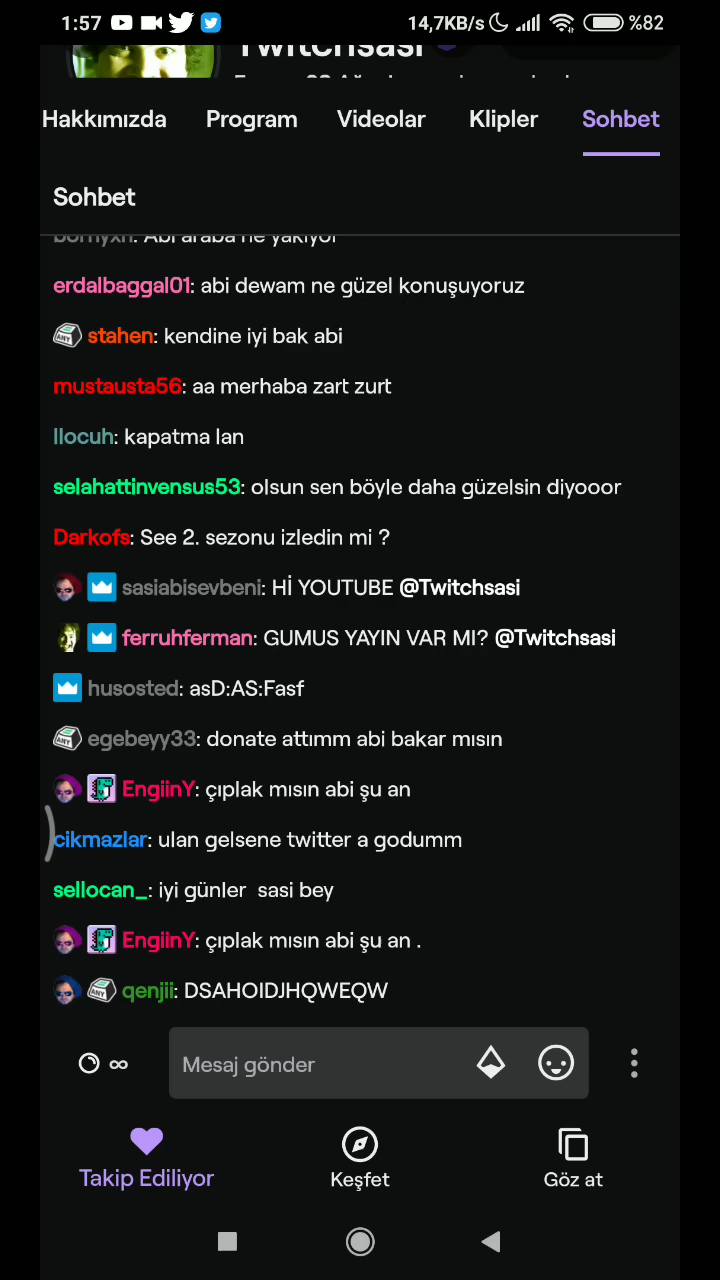 1:57 14,7KB/s %82
Twitchsasi
Hakkımızda Program Videolar Klipler Sohbet
Sohbet
bornyxn: Abi araba ne yakıyor
erdalbaggal01: abi dewam ne güzel konuşuyoruz
stahen: kendine iyi bak abi
mustausta56: aa merhaba zart zurt
llocuh: kapatma lan
selahattinvensus53: olsun sen böyle daha güzelsin diyooor
Darkofs: See 2. sezonu izledin mi ?
sasiabisevbeni: Hİ YOUTUBE @Twitchsasi
ferruhferman: GUMUS YAYIN VAR MI? @Twitchsasi
husosted: asD:AS:Fasf
ANY egebeyy33: donate attımm abi bakar mısın
EngiinY: çıplak mısın abi şu an
cikmazlar: ulan gelsene twitter a godumm
sellocan_: iyi günler sasi bey
EngiinY: çıplak mısın abi şu an .
ANY qenjii: DSAHOIDJHQWEQW
∞ Mesaj gönder
Takip Ediliyor Keşfet Göz at